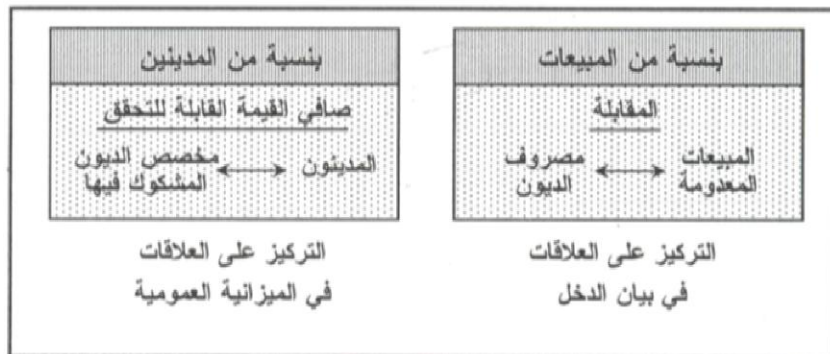 بنسبة من المبيعات
المقابلة
المبيعات
المعدومة
مصروف
الديون
التركيز على العلاقات
في بيان الدخل
بنسبة من المدينين
صافي القيمة القابلة للتحقق
المدينون
مخصص الديون
المشكوك فيها
التركيز على العلاقات
في الميزانية العمومية